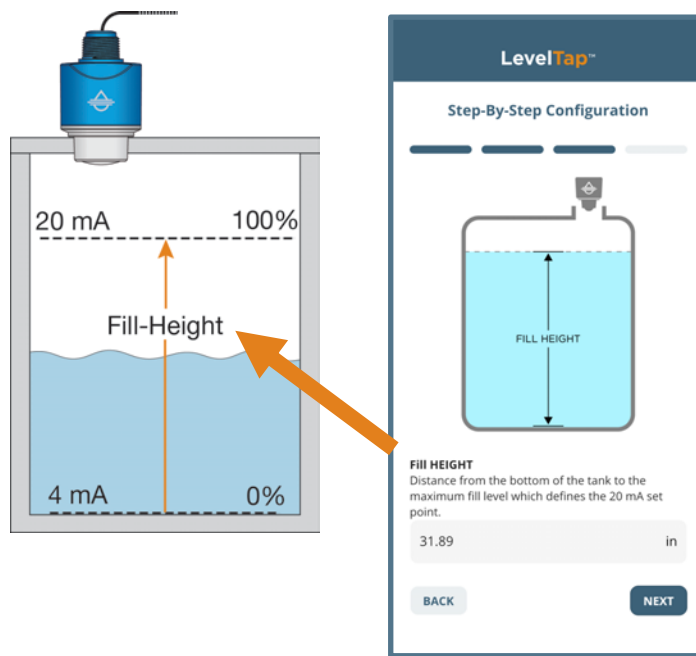 20 mA 100%
Fill-Height
4 mA 0%
LevelTap™
Step-By-Step Configuration
FILL HEIGHT
Fill HEIGHT
Distance from the bottom of the tank to the
maximum fill level which defines the 20 mA set
point.
31.89 in
BACK NEXT